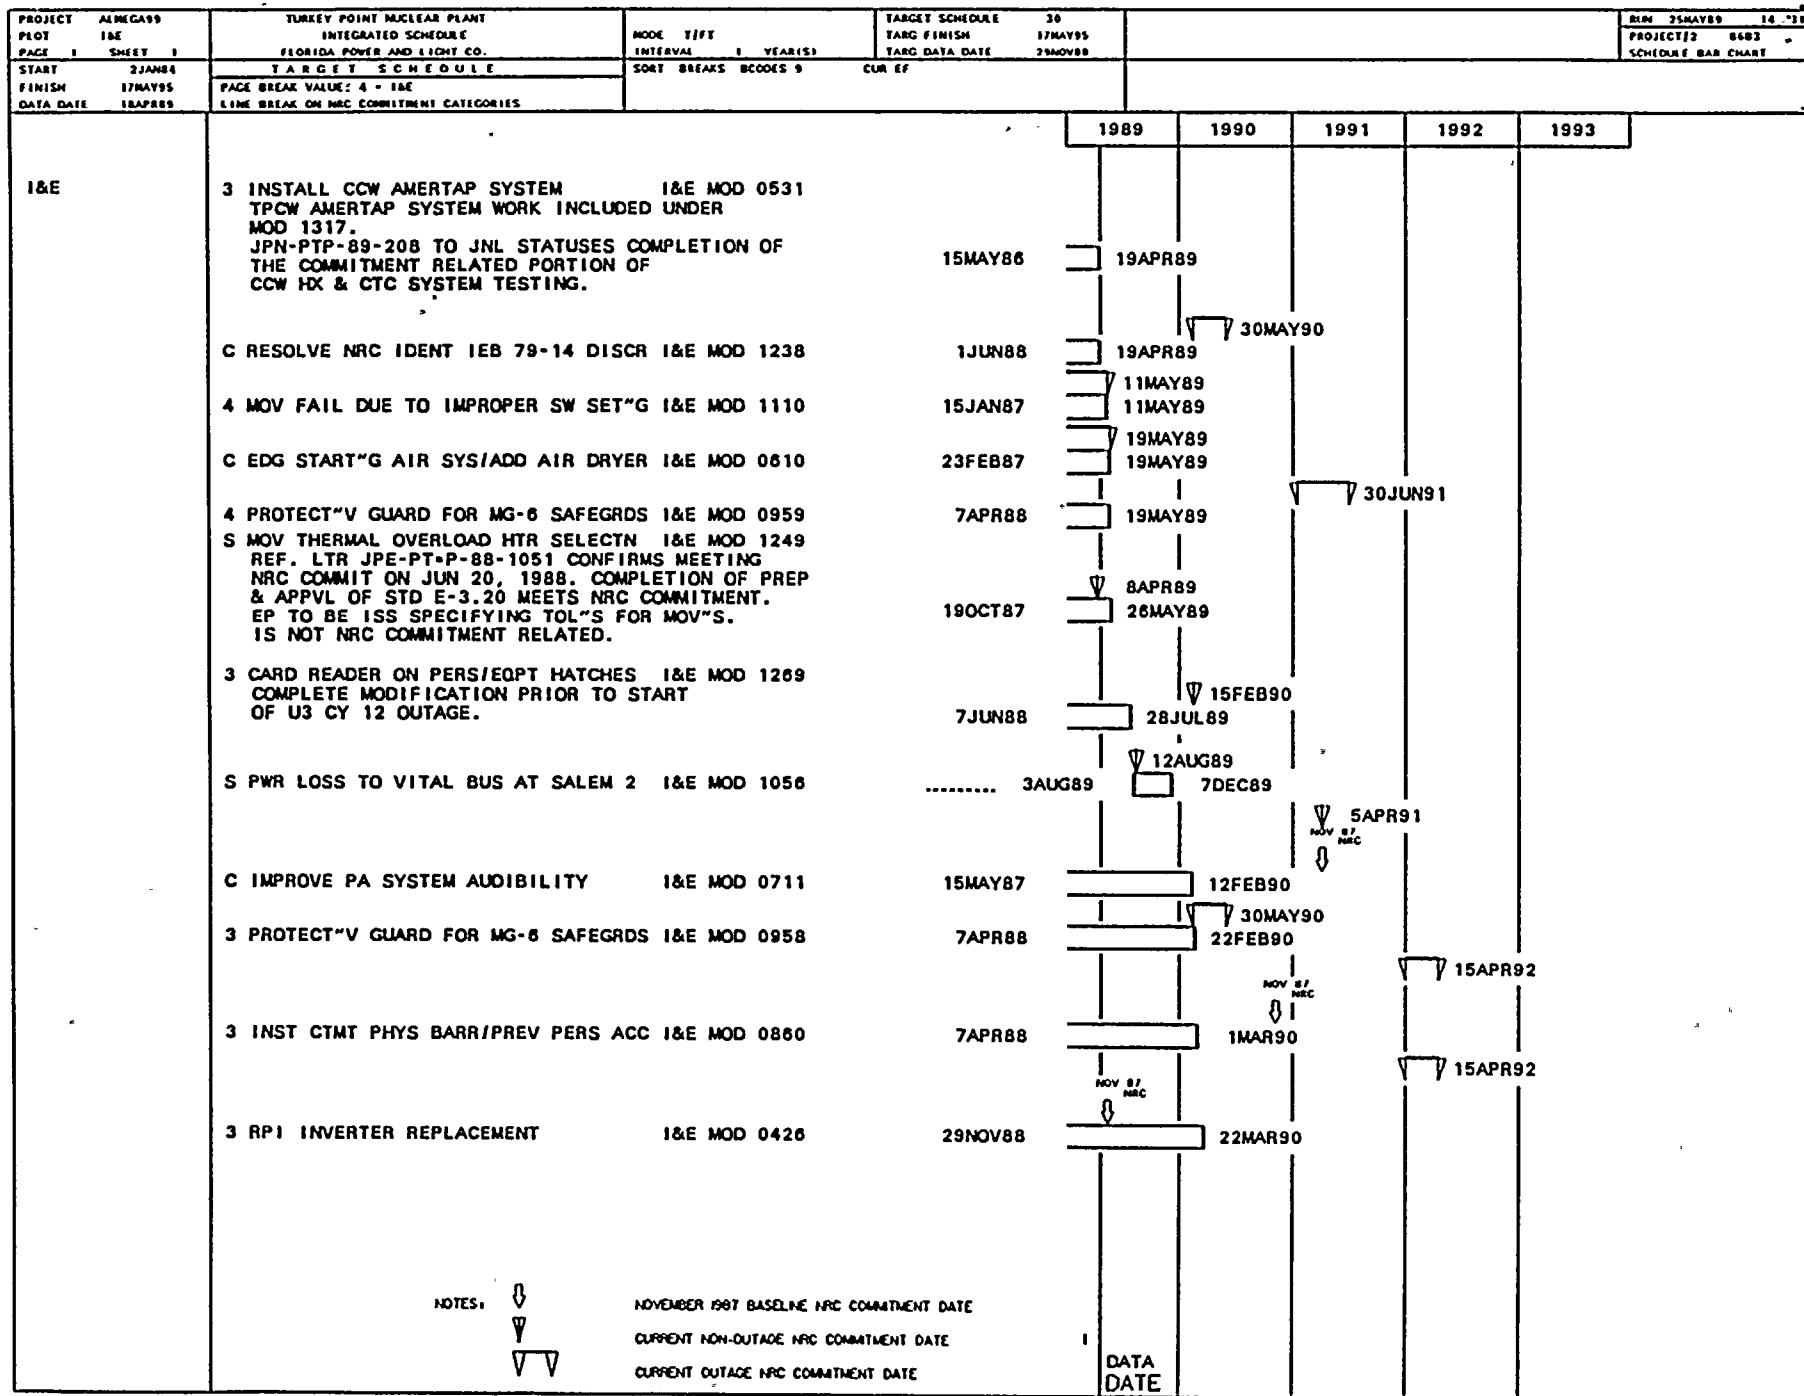 PROJECT ALMEGA99 TURKEY POINT NUCLEAR PLANT TARGET SCHEDULE 30 RUN 25MAY89 14
PLOT I&E INTEGRATED SCHEDULE MODE T/FT TARG FINISH 17MAY95 PROJECT/2 8683
PAGE 1 SHEET 1 FLORIDA POWER AND LIGHT CO. INTERVAL 1 YEAR(S) TARG DATA DATE 29NOV88 SCHEDULE BAR CHART
START 2JAN84 TARGET SCHEDULE SORT BREAKS BCODES 9 CUR EF
FINISH 17MAY95 PAGE BREAK VALUE: 4 - I&E
DATA DATE 18APR89 LINE BREAK ON NRC COMMITMENT CATEGORIES
1989 1990 1991 1992 1993
I&E 3 INSTALL CCW AMERTAP SYSTEM I&E MOD 0531
TPCW AMERTAP SYSTEM WORK INCLUDED UNDER
MOD 1317.
JPN-PTP-89-208 TO JNL STATUSES COMPLETION OF
THE COMMITMENT RELATED PORTION OF 15MAY86 19APR89
CCW HX & CTC SYSTEM TESTING.
30MAY90
C RESOLVE NRC IDENT IEB 79-14 DISCR I&E MOD 1238 1JUN88 19APR89
11MAY89
4 MOV FAIL DUE TO IMPROPER SW SET"G I&E MOD 1110 15JAN87 11MAY89
19MAY89
C EDG START"G AIR SYS/ADD AIR DRYER I&E MOD 0610 23FEB87 19MAY89
30JUN91
4 PROTECT"V GUARD FOR MG-6 SAFEGRDS I&E MOD 0959 7APR88 19MAY89
S MOV THERMAL OVERLOAD HTR SELECTN I&E MOD 1249
REF. LTR JPE-PT-P-88-1051 CONFIRMS MEETING
NRC COMMIT ON JUN 20, 1988. COMPLETION OF PREP
& APPVL OF STD E-3.20 MEETS NRC COMMITMENT. 8APR89
EP TO BE ISS SPECIFYING TOL"S FOR MOV"S. 19OCT87 26MAY89
IS NOT NRC COMMITMENT RELATED.
3 CARD READER ON PERS/EQPT HATCHES I&E MOD 1269
COMPLETE MODIFICATION PRIOR TO START 15FEB90
OF U3 CY 12 OUTAGE. 7JUN88 28JUL89
12AUG89
S PWR LOSS TO VITAL BUS AT SALEM 2 I&E MOD 1056 ......... 3AUG89 7DEC89
5APR91
NOV 87
NRC
C IMPROVE PA SYSTEM AUDIBILITY I&E MOD 0711 15MAY87 12FEB90
30MAY90
3 PROTECT"V GUARD FOR MG-6 SAFEGRDS I&E MOD 0958 7APR88 22FEB90
15APR92
NOV 87
NRC
3 INST CTMT PHYS BARR/PREV PERS ACC I&E MOD 0860 7APR88 1MAR90
15APR92
NOV 87
NRC
3 RPI INVERTER REPLACEMENT I&E MOD 0426 29NOV88 22MAR90
NOTES: NOVEMBER 1987 BASELINE NRC COMMITMENT DATE
CURRENT NON-OUTAGE NRC COMMITMENT DATE
CURRENT OUTAGE NRC COMMITMENT DATE
DATA
DATE